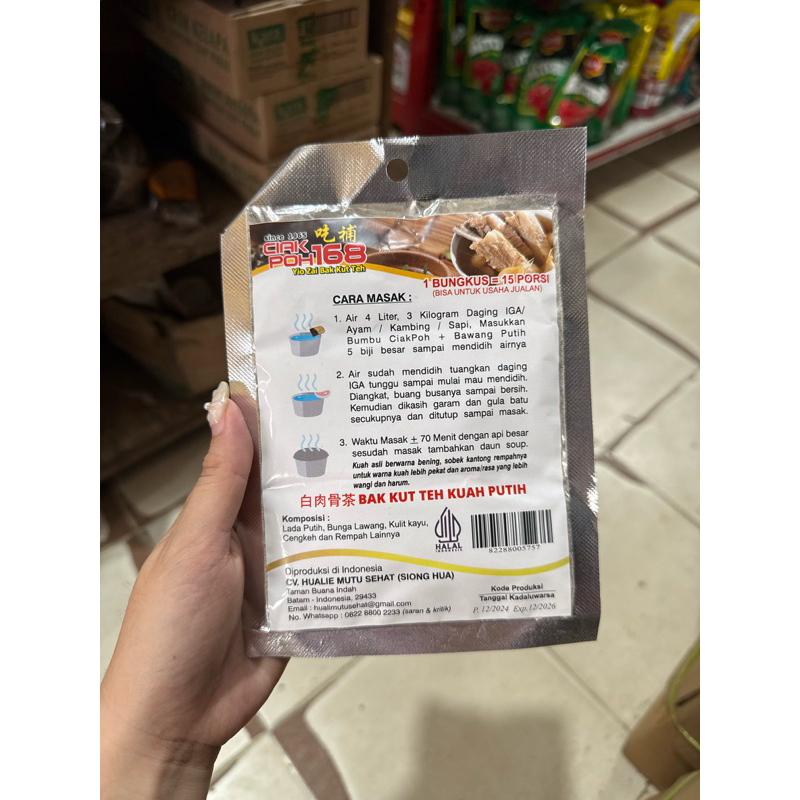 since 1965 吃補
CIAK POH 168
Yio Zai Bak Kut Teh
1 BUNGKUS = 15 PORSI
(BISA UNTUK USAHA JUALAN)
CARA MASAK :
1. Air 4 Liter, 3 Kilogram Daging IGA/
Ayam / Kambing / Sapi, Masukkan
Bumbu CiakPoh + Bawang Putih
5 biji besar sampai mendidih airnya
2. Air sudah mendidih tuangkan daging
IGA tunggu sampai mulai mau mendidih.
Diangkat, buang busanya sampai bersih.
Kemudian dikasih garam dan gula batu
secukupnya dan ditutup sampai masak.
3. Waktu Masak ± 70 Menit dengan api besar
sesudah masak tambahkan daun soup.
Kuah asli berwarna bening, sobek kantong rempahnya
untuk warna kuah lebih pekat dan aroma/rasa yang lebih
wangi dan harum.
白肉骨茶 BAK KUT TEH KUAH PUTIH
Komposisi :
Lada Putih, Bunga Lawang, Kulit kayu,
Cengkeh dan Rempah Lainnya
HALAL
INDONESIA
82288005757
Diproduksi di Indonesia
CV. HUALIE MUTU SEHAT (SIONG HUA)
Taman Buana Indah
Batam - Indonesia, 29433
Email : hualimutusehat@gmail.com
No. Whatsapp : 0822 8800 2233 (saran & kritik)
Kode Produksi
Tanggal Kadaluwarsa
P. 12/2024 Exp. 12/2026